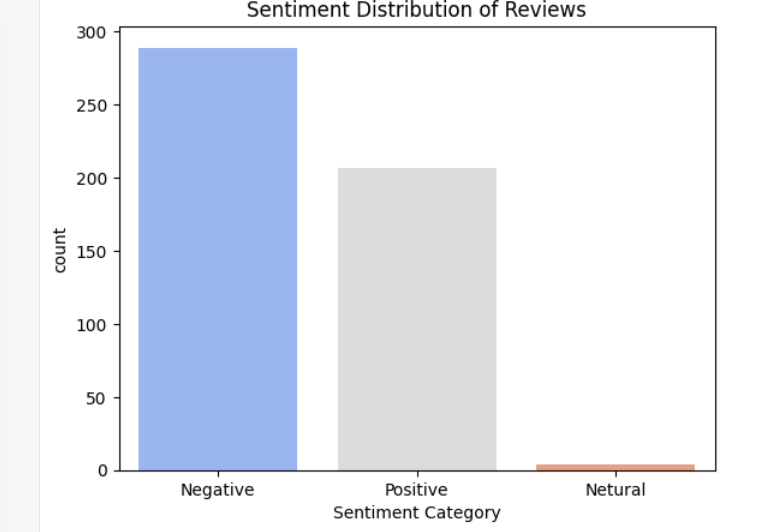 Sentiment Distribution of Reviews
300
250
200
150
100
50
0
count
Negative
Positive
Netural
Sentiment Category